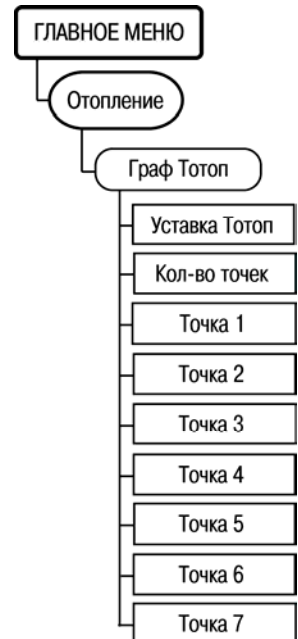 ГЛАВНОЕ МЕНЮ
Отопление
Граф Тотоп
Уставка Тотоп
Кол-во точек
Точка 1
Точка 2
Точка 3
Точка 4
Точка 5
Точка 6
Точка 7